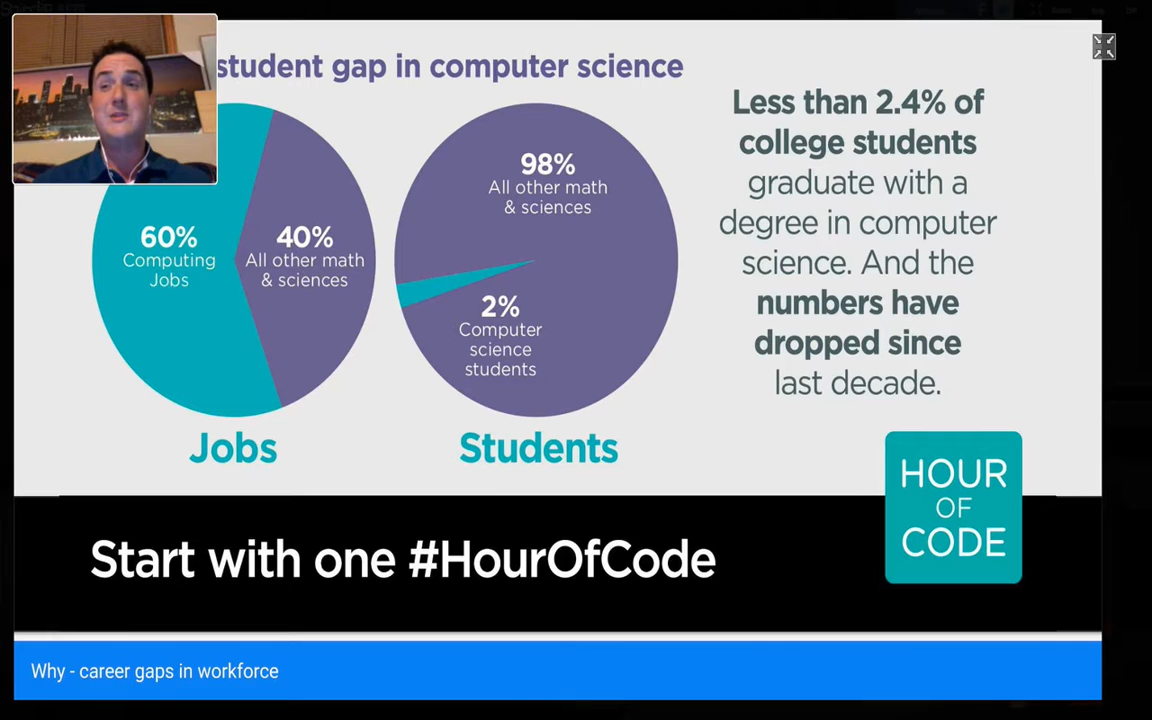 student gap in computer science
60%
Computing
Jobs
40%
All other math
& sciences
Jobs
98%
All other math
& sciences
2%
Computer
science
students
Students
Less than 2.4% of
college students
graduate with a
degree in computer
science. And the
numbers have
dropped since
last decade.
HOUR
OF
CODE
Start with one #HourOfCode
Why - career gaps in workforce